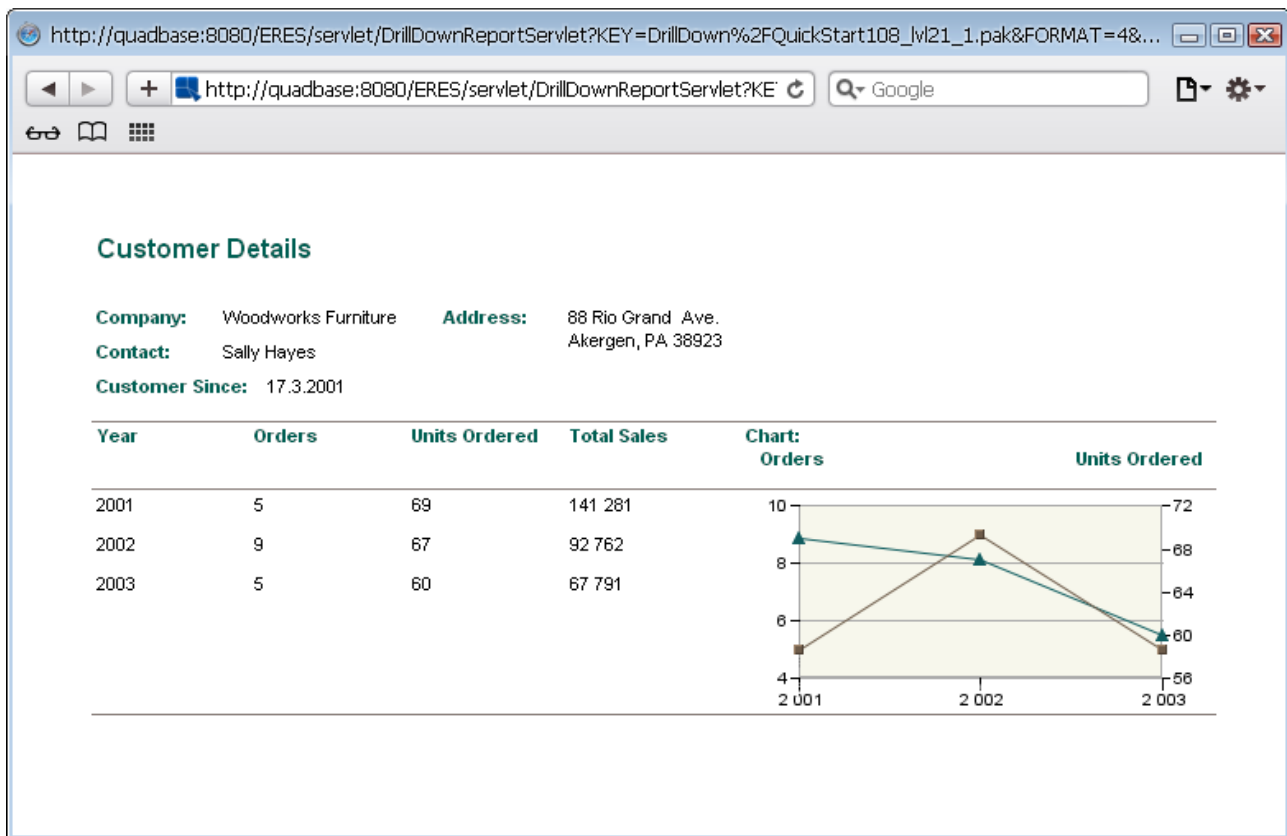 http://quadbase:8080/ERES/servlet/DrillDownReportServlet?KEY=DrillDown%2FQuickStart108_lvl21_1.pak&FORMAT=4&...
http://quadbase:8080/ERES/servlet/DrillDownReportServlet?KE
Google
Customer Details
Company: Woodworks Furniture Address: 88 Rio Grand Ave.
Akergen, PA 38923
Contact: Sally Hayes
Customer Since: 17.3.2001
Year Orders Units Ordered Total Sales Chart:
Orders Units Ordered
2001 5 69 141 281
2002 9 67 92 762
2003 5 60 67 791
10 72
68
8
64
6
60
4 56
2 001 2 002 2 003